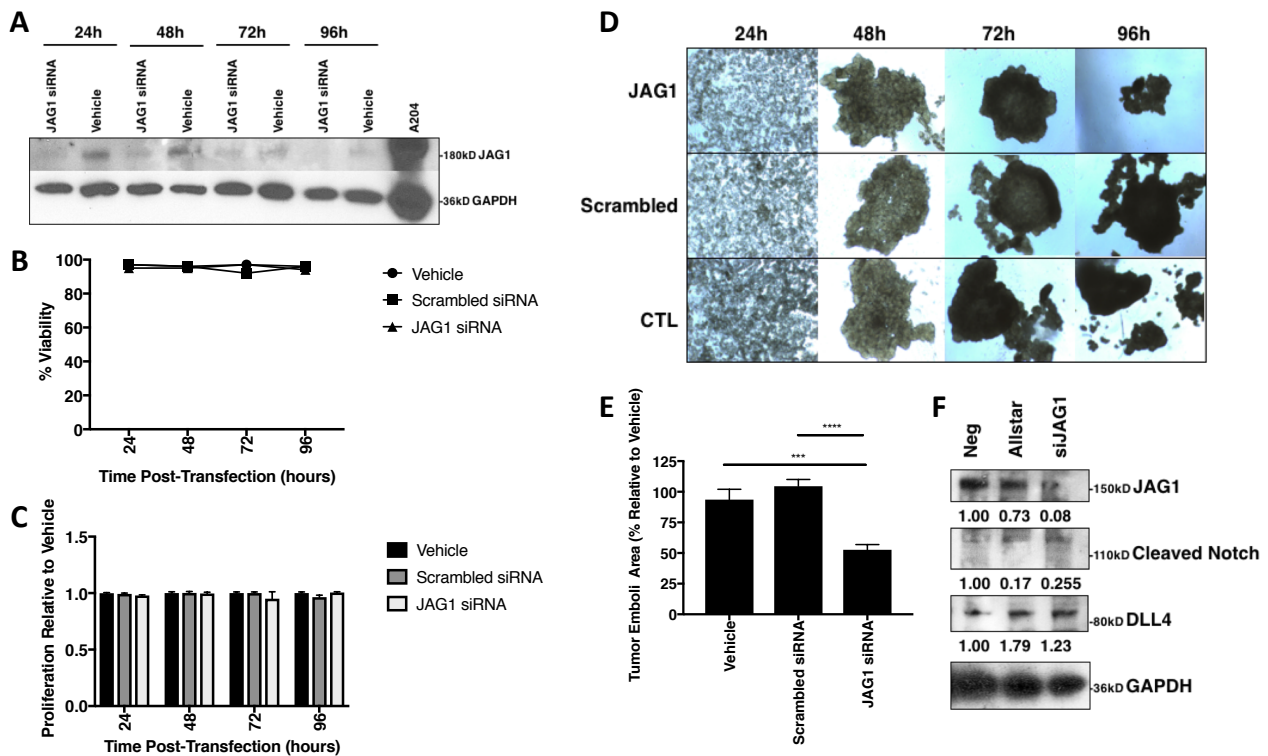 A
24h 48h 72h 96h
JAG1 siRNA Vehicle JAG1 siRNA Vehicle JAG1 siRNA Vehicle JAG1 siRNA Vehicle A204
-180kD JAG1
-36kD GAPDH
B
% Viability
100
80
60
40
20
0
24 48 72 96
Time Post-Transfection (hours)
Vehicle
Scrambled siRNA
JAG1 siRNA
C
Proliferation Relative to Vehicle
1.5
1.0
0.5
0.0
24 48 72 96
Time Post-Transfection (hours)
Vehicle
Scrambled siRNA
JAG1 siRNA
D
24h 48h 72h 96h
JAG1
Scrambled
CTL
E
Tumor Emboli Area (% Relative to Vehicle)
125
100
75
50
25
0
****
***
Vehicle Scrambled siRNA JAG1 siRNA
F
Neg Allstar siJAG1
-150kD JAG1
1.00 0.73 0.08
-110kD Cleaved Notch
1.00 0.17 0.255
-80kD DLL4
1.00 1.79 1.23
-36kD GAPDH